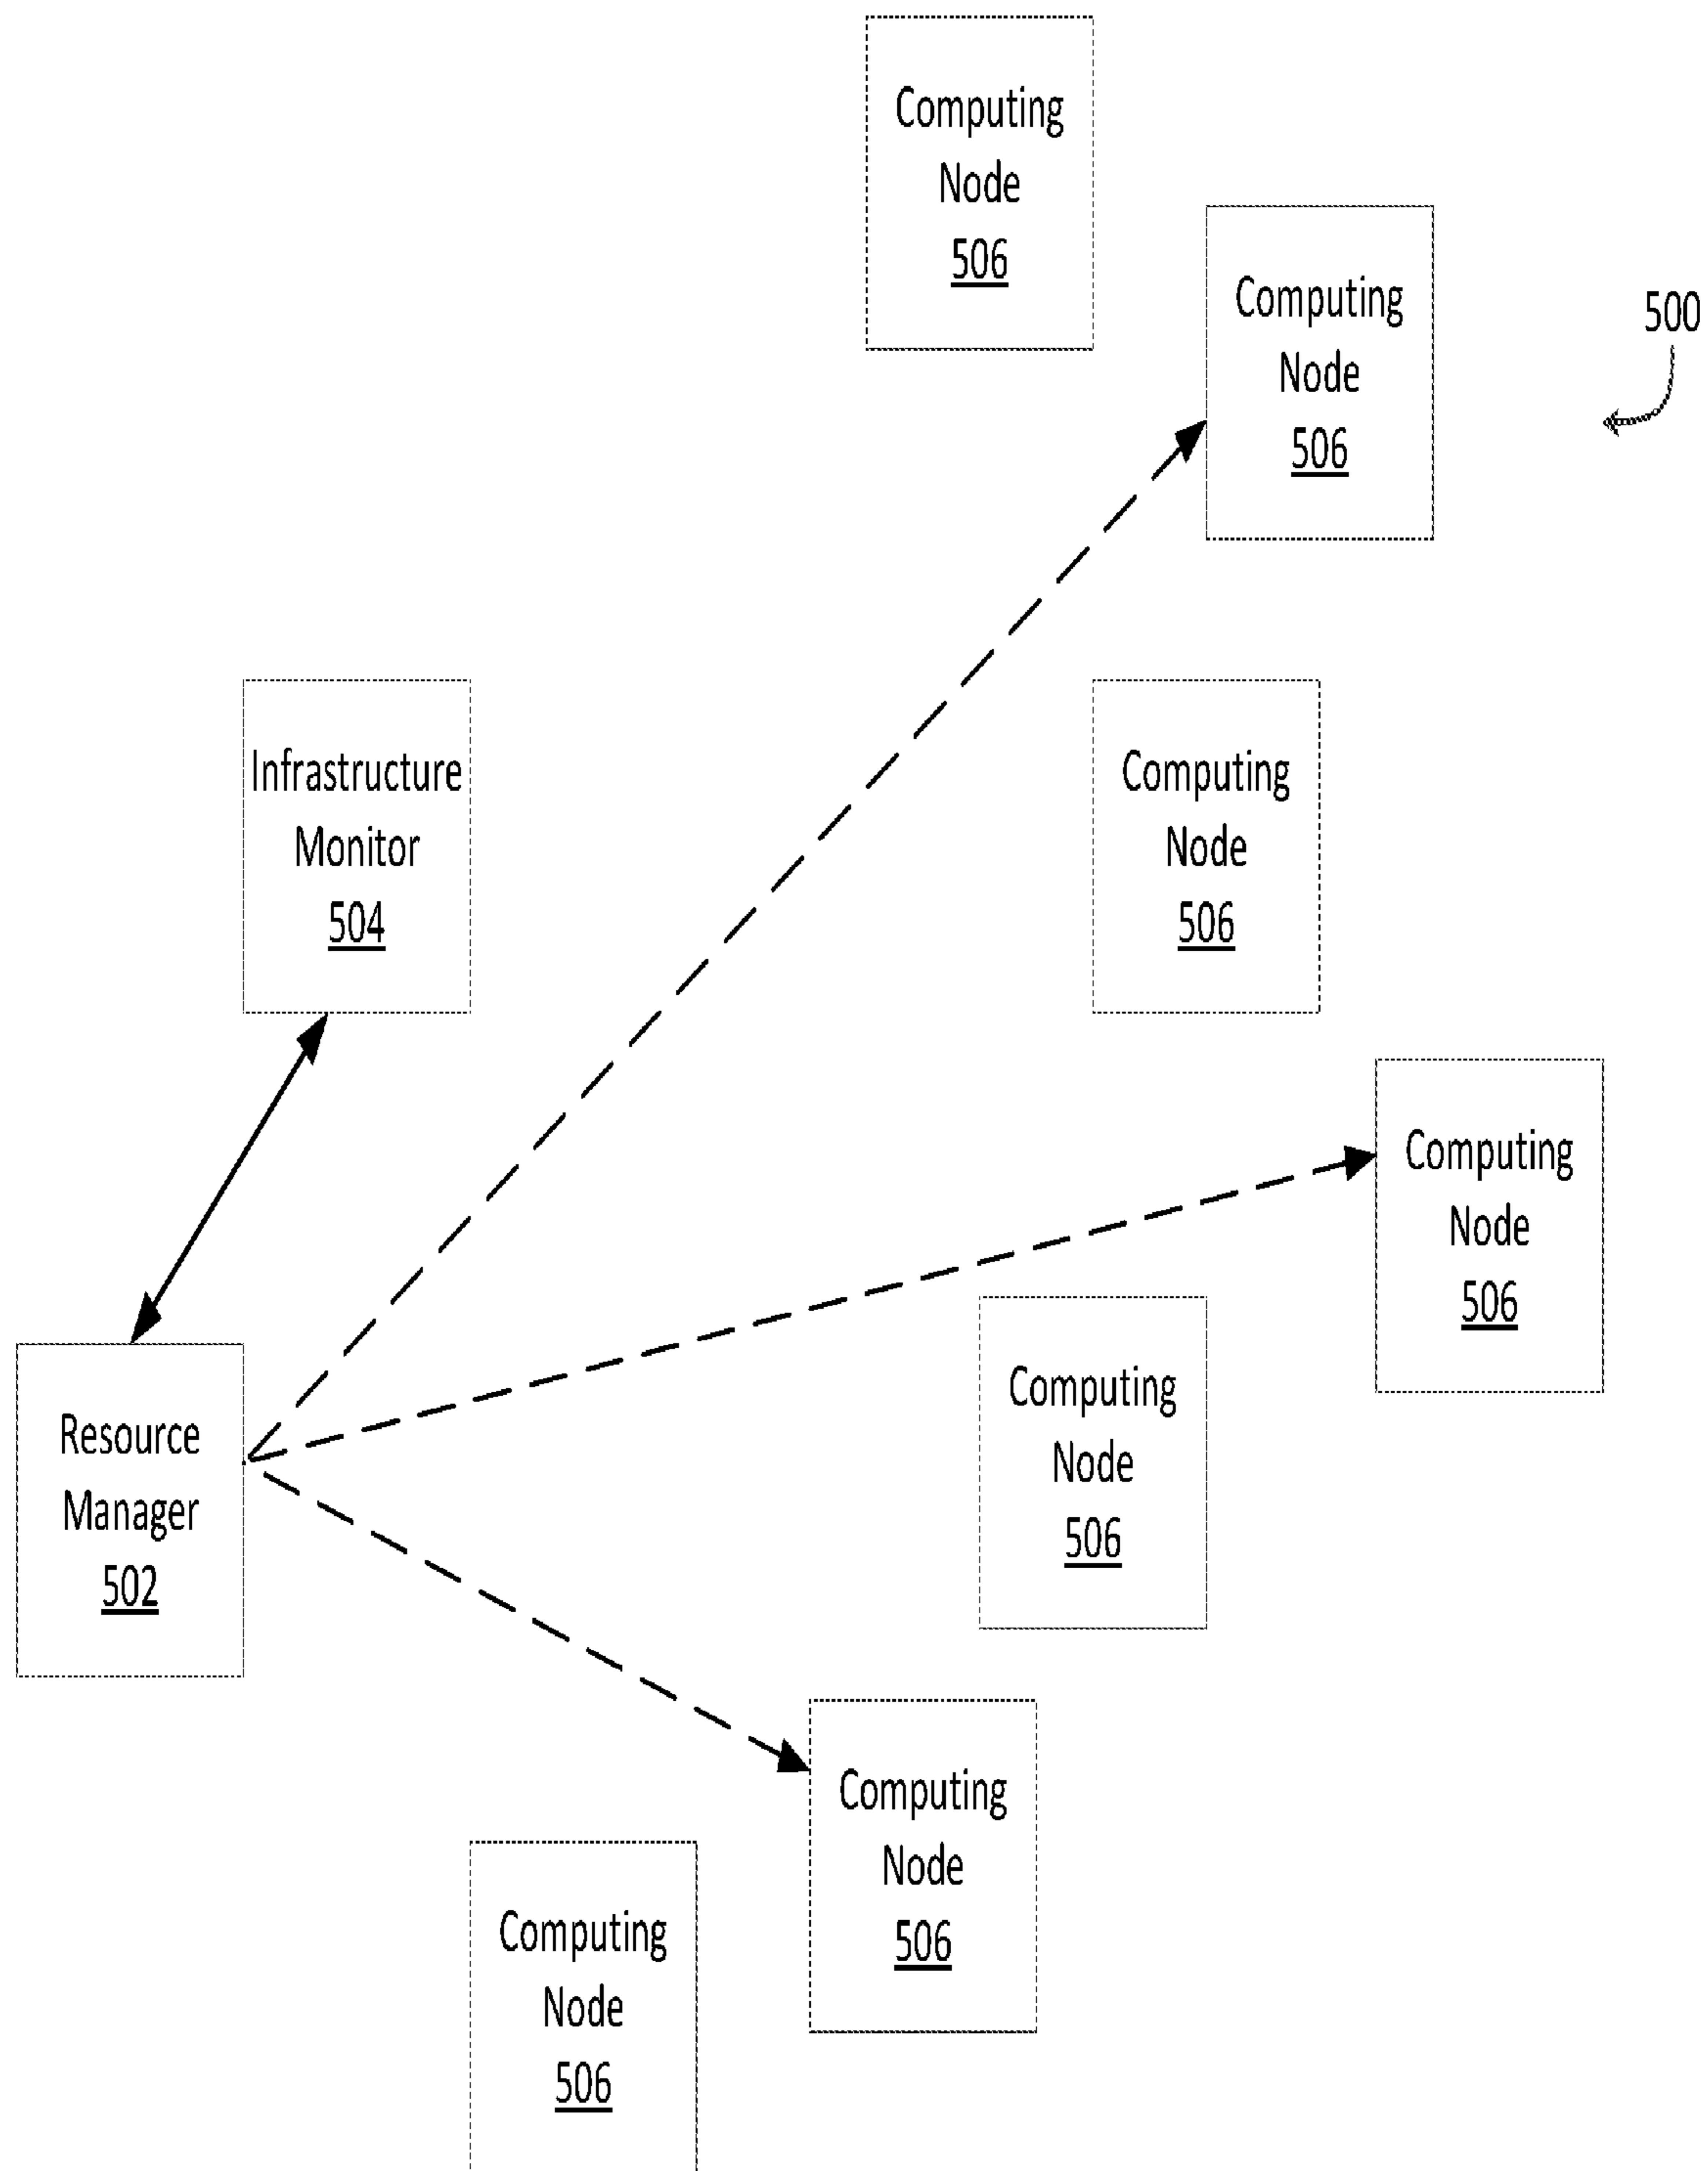 Computing
Node
506
Computing
Node
506
500
Infrastructure
Monitor
504
Computing
Node
506
Computing
Node
506
Computing
Node
506
Resource
Manager
502
Computing
Node
506
Computing
Node
506